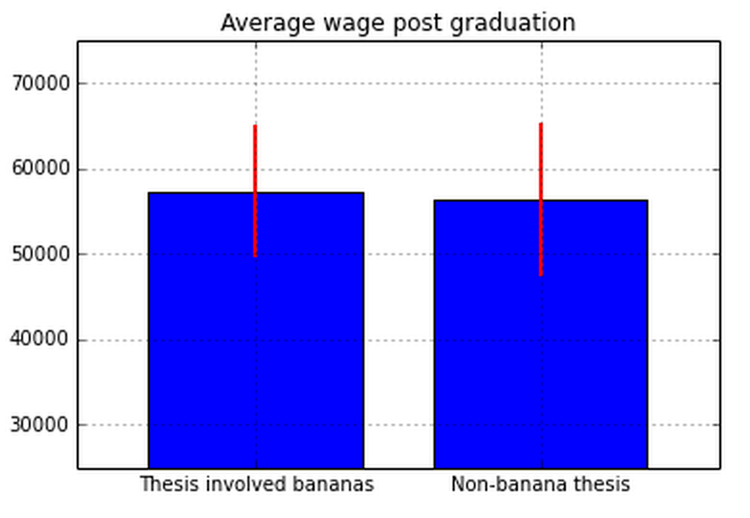 Average wage post graduation
70000
60000
50000
40000
30000
Thesis involved bananas
Non-banana thesis